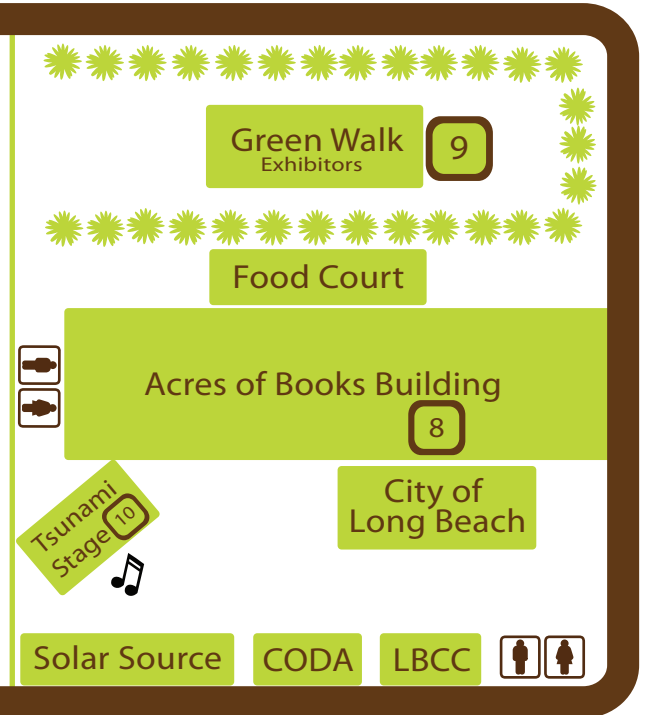 Green Walk
Exhibitors
9
Food Court
Acres of Books Building
8
City of
Long Beach
Tsunami
Stage
10
Solar Source
CODA
LBCC